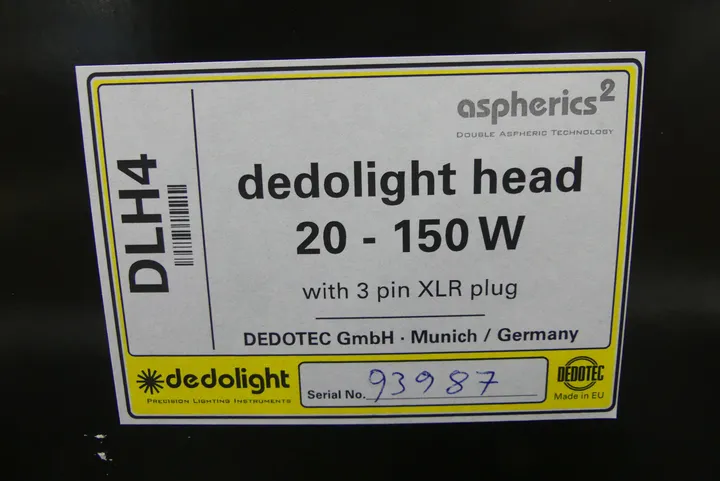 DLH4
aspherics²
DOUBLE ASPHERIC TECHNOLOGY
dedolight head
20 - 150 W
with 3 pin XLR plug
DEDOTEC GmbH · Munich / Germany
dedolight
PRECISION LIGHTING INSTRUMENTS
Serial No. 93987
DEDOTEC
Made in EU